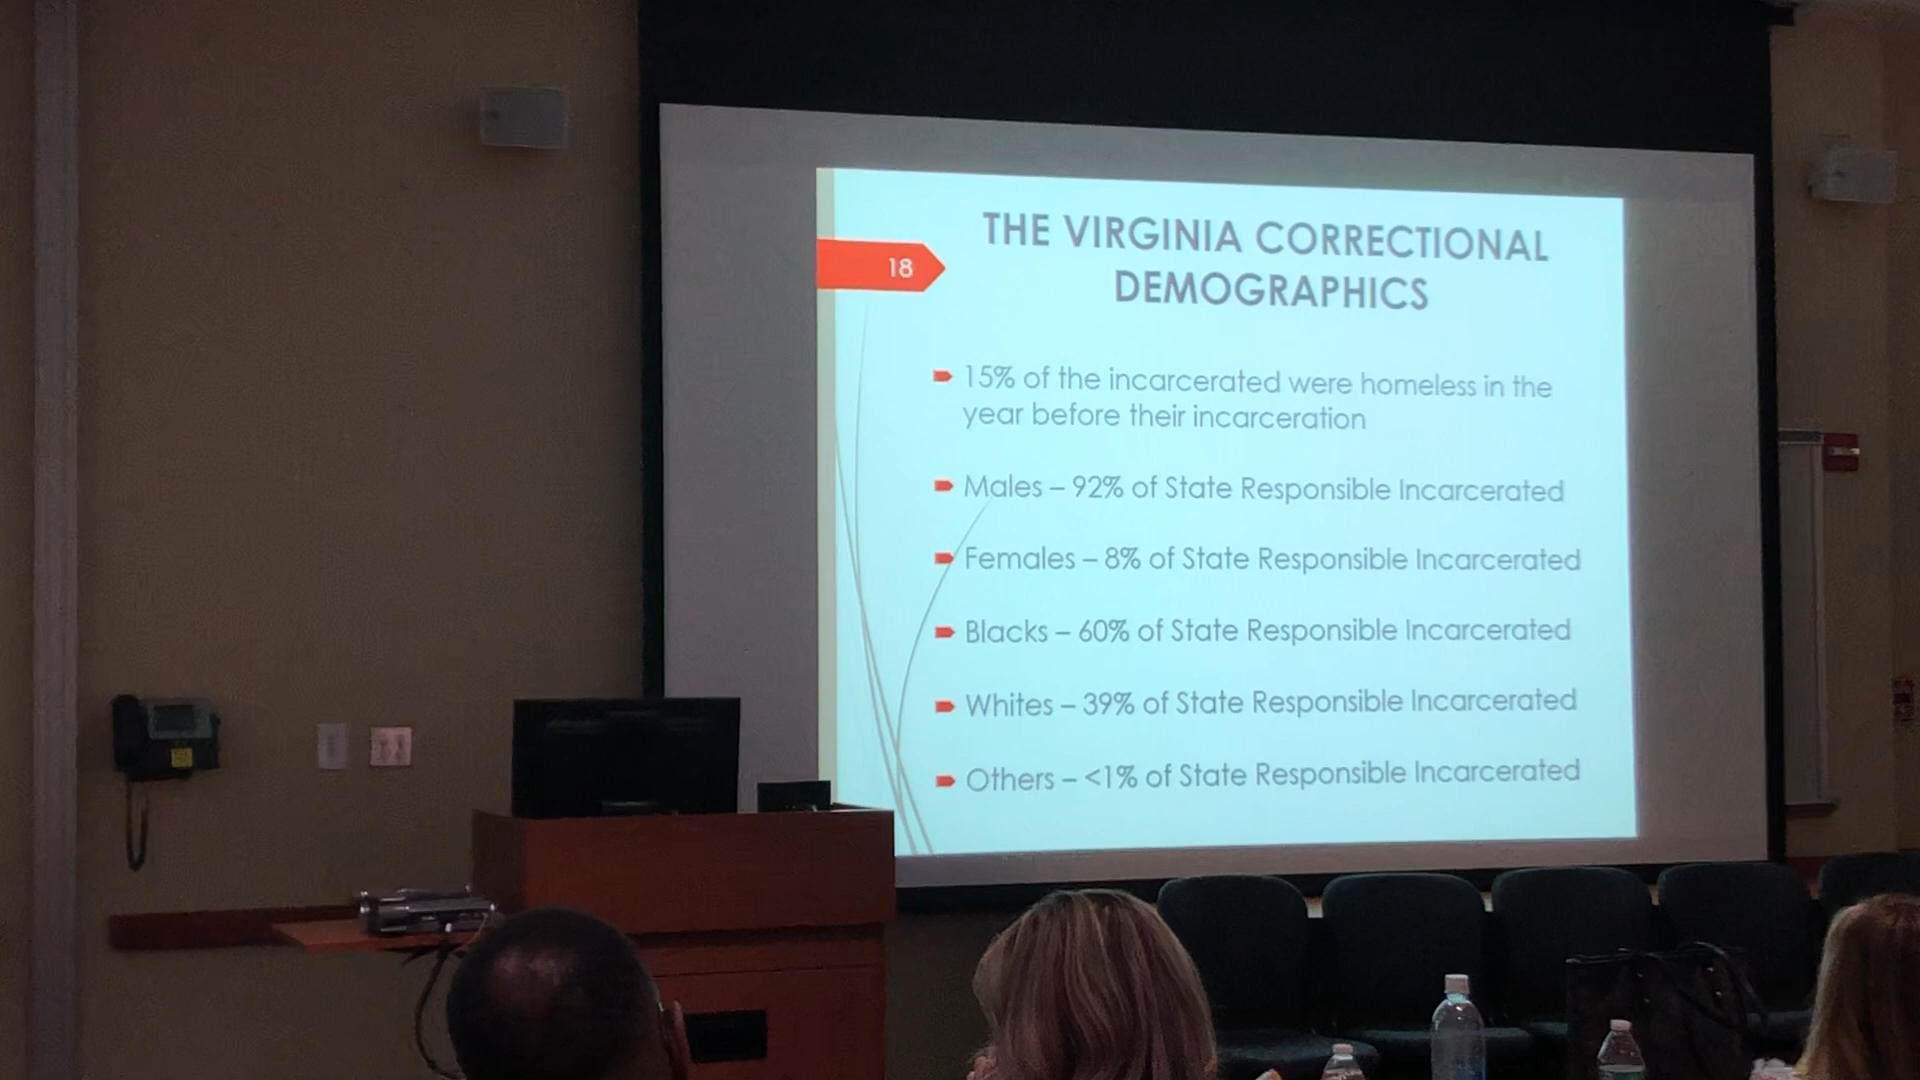 18
THE VIRGINIA CORRECTIONAL
DEMOGRAPHICS
15% of the incarcerated were homeless in the
year before their incarceration
Males – 92% of State Responsible Incarcerated
Females – 8% of State Responsible Incarcerated
Blacks – 60% of State Responsible Incarcerated
Whites – 39% of State Responsible Incarcerated
Others – <1% of State Responsible Incarcerated